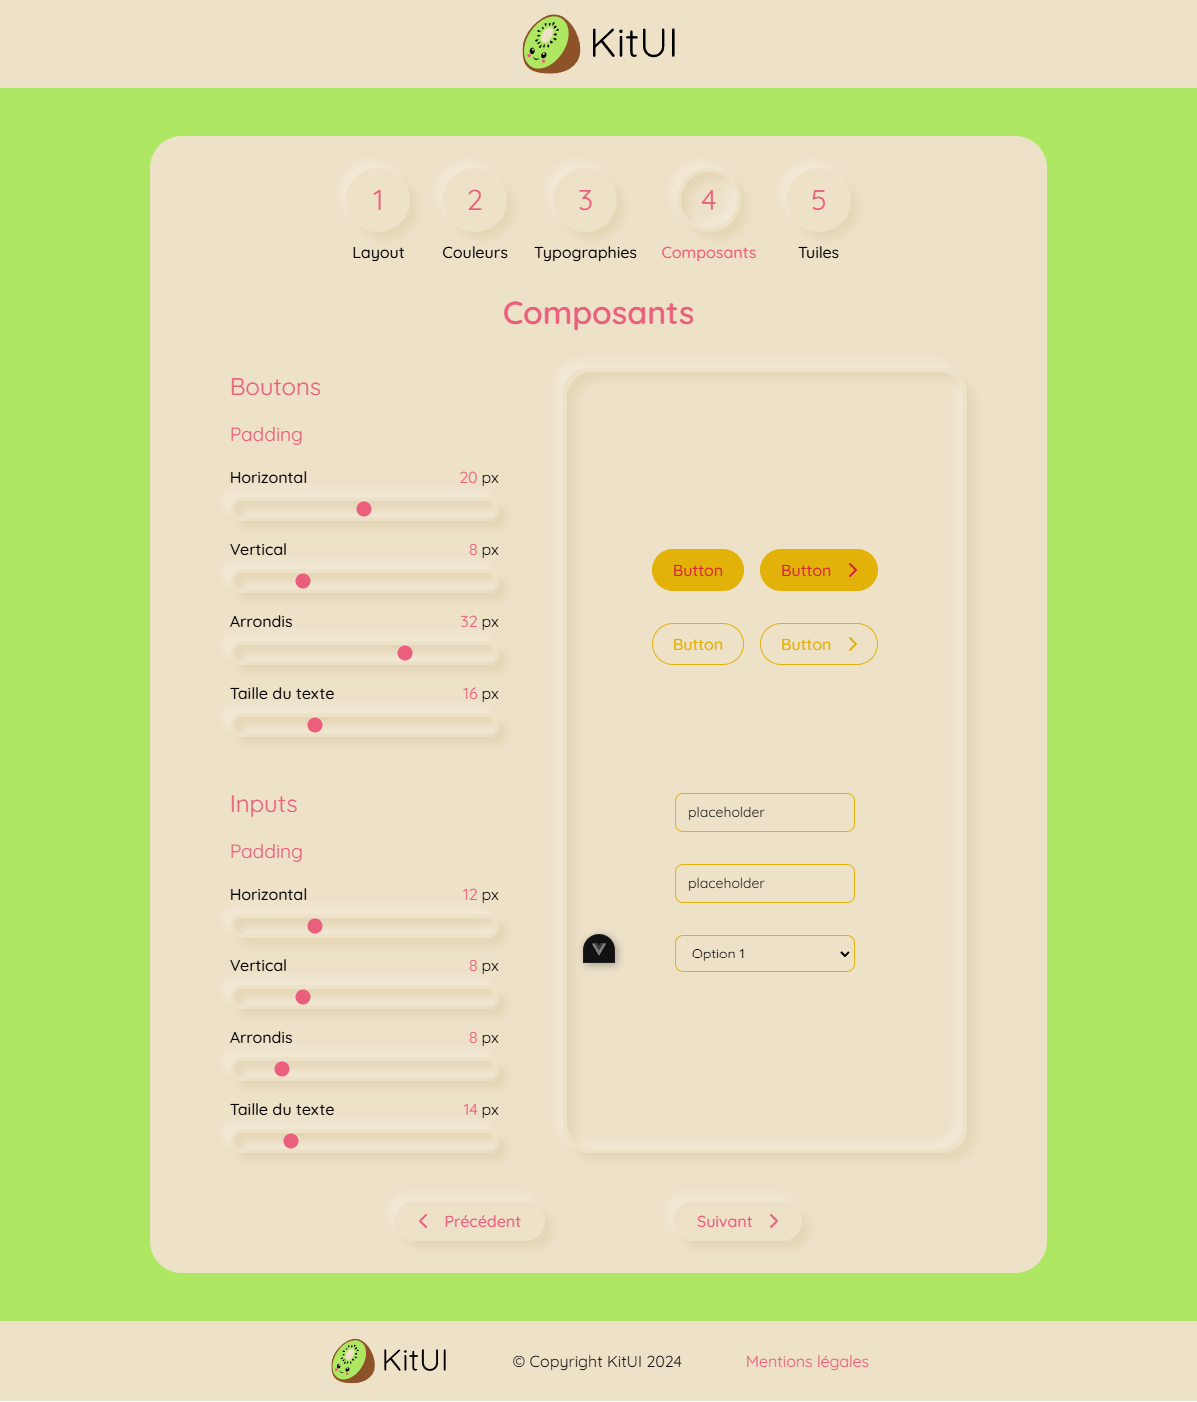 KitUI
1
2
3
4
5
Layout
Couleurs
Typographies
Composants
Tuiles
Composants
Boutons
Padding
Horizontal 20 px
Vertical 8 px
Arrondis 32 px
Taille du texte 16 px
Inputs
Padding
Horizontal 12 px
Vertical 8 px
Arrondis 8 px
Taille du texte 14 px
Button
Button
Button
Button
placeholder
placeholder
Option 1
Précédent
Suivant
KitUI
© Copyright KitUI 2024
Mentions légales